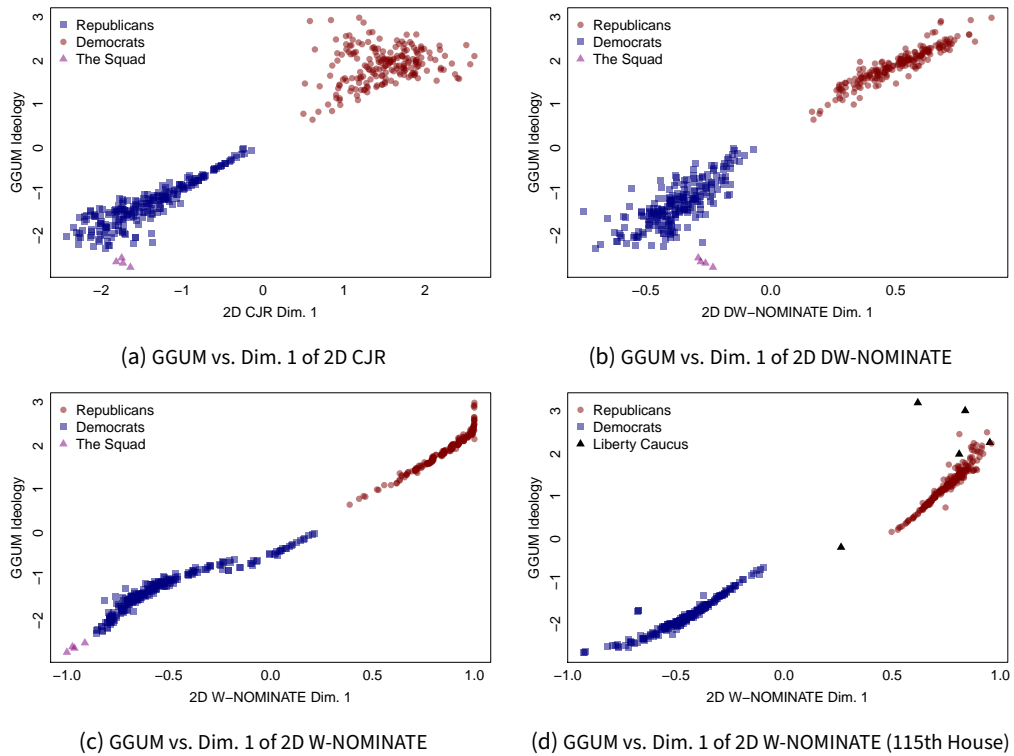 Republicans
Democrats
The Squad
GGUM Ideology
3
2
1
0
−1
−2
−2
−1
0
1
2
2D CJR Dim. 1
(a) GGUM vs. Dim. 1 of 2D CJR
Republicans
Democrats
The Squad
GGUM Ideology
3
2
1
0
−1
−2
−0.5
0.0
0.5
2D DW−NOMINATE Dim. 1
(b) GGUM vs. Dim. 1 of 2D DW-NOMINATE
Republicans
Democrats
The Squad
GGUM Ideology
3
2
1
0
−1
−2
−1.0
−0.5
0.0
0.5
1.0
2D W−NOMINATE Dim. 1
(c) GGUM vs. Dim. 1 of 2D W-NOMINATE
Republicans
Democrats
Liberty Caucus
GGUM Ideology
3
2
1
0
−1
−2
−1.0
−0.5
0.0
0.5
1.0
2D W−NOMINATE Dim. 1
(d) GGUM vs. Dim. 1 of 2D W-NOMINATE (115th House)